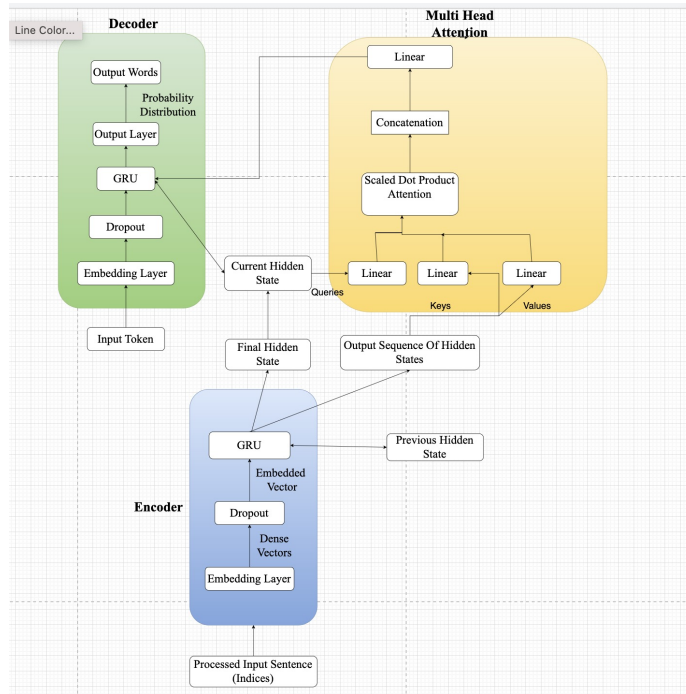 Line Color...
Decoder
Multi Head
Attention
Output Words
Probability
Distribution
Output Layer
GRU
Dropout
Embedding Layer
Input Token
Linear
Concatenation
Scaled Dot Product
Attention
Current Hidden
State
Queries
Linear
Linear
Linear
Keys
Values
Final Hidden
State
Output Sequence Of Hidden
States
Encoder
GRU
Previous Hidden
State
Embedded
Vector
Dropout
Dense
Vectors
Embedding Layer
Processed Input Sentence
(Indices)